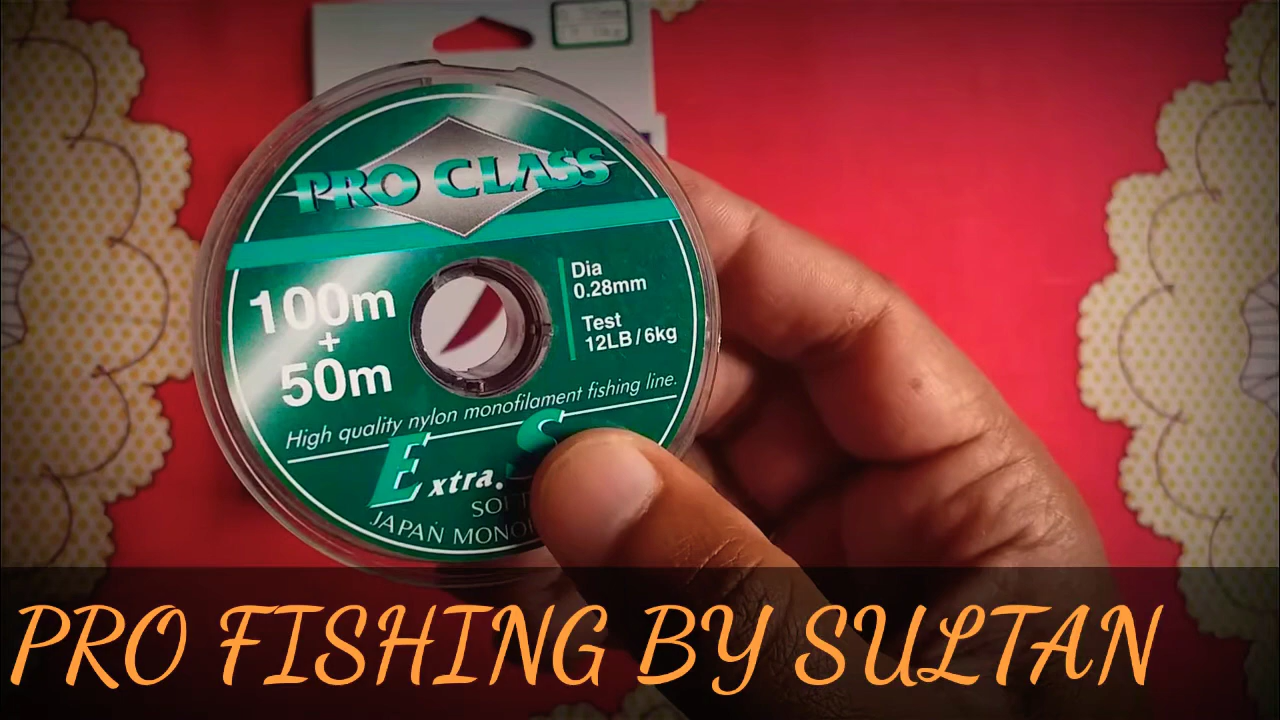 PRO CLASS
100m
+
50m
Dia
0.28mm
Test
12LB / 6kg
High quality nylon monofilament fishing line.
Extra.
JAPAN
PRO FISHING BY SULTAN